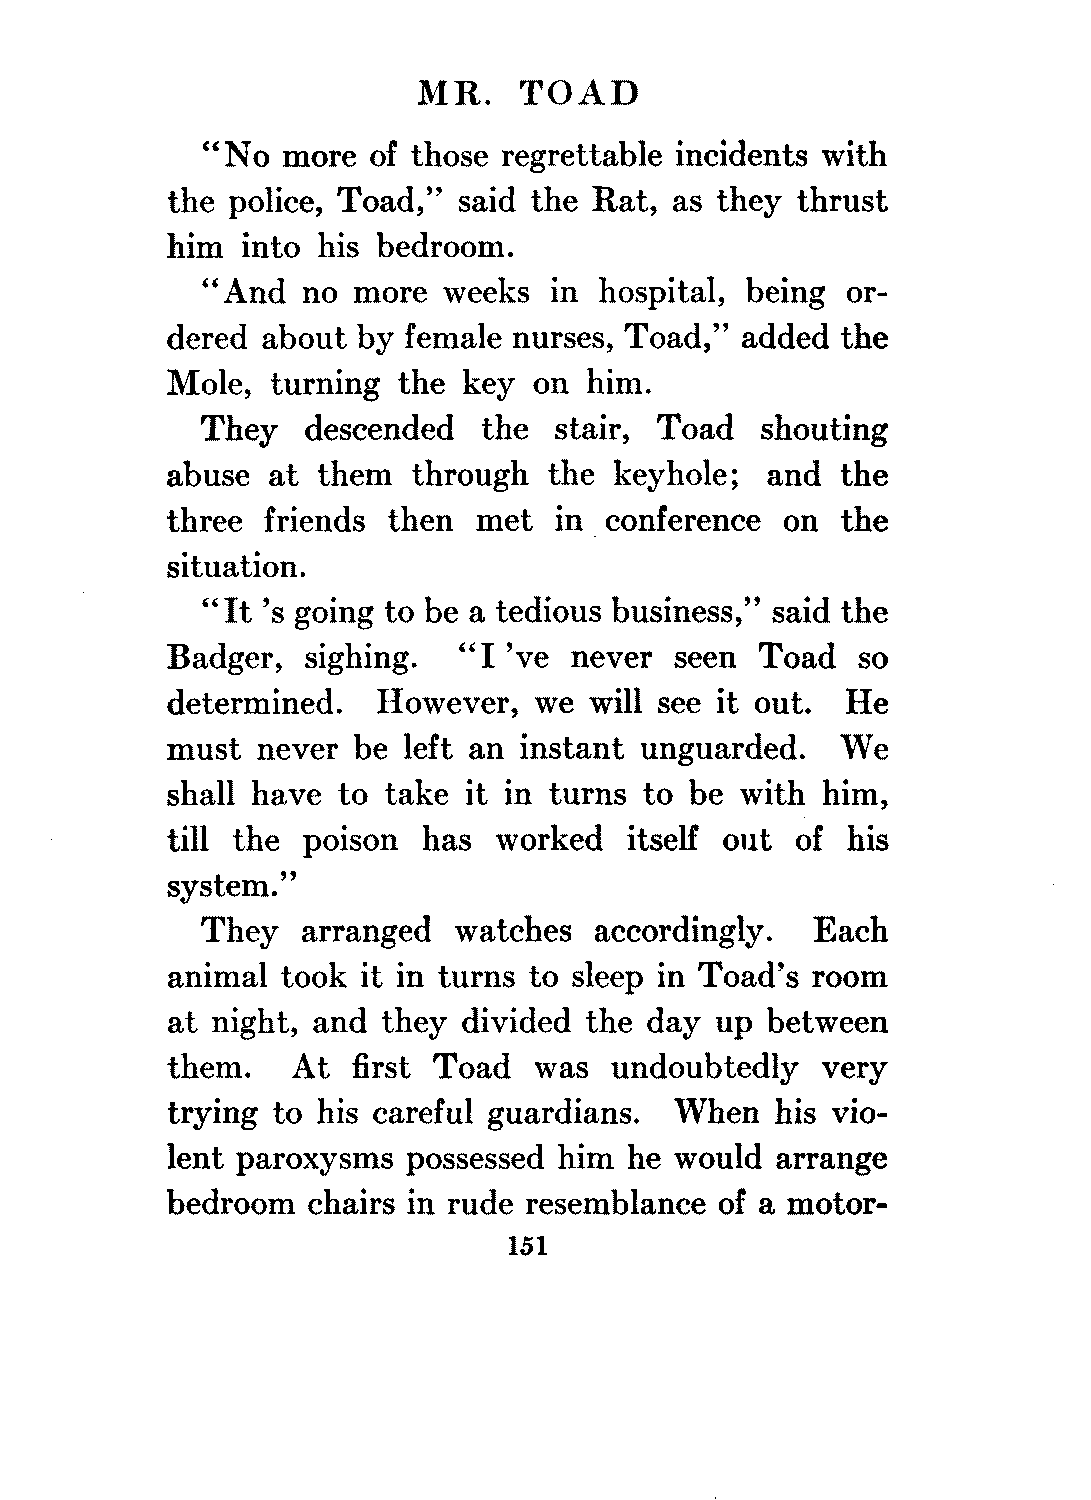 MR. TOAD
"No more of those regrettable incidents with
the police, Toad," said the Rat, as they thrust
him into his bedroom.
"And no more weeks in hospital, being or-
dered about by female nurses, Toad," added the
Mole, turning the key on him.
They descended the stair, Toad shouting
abuse at them through the keyhole; and the
three friends then met in conference on the
situation.
"It 's going to be a tedious business," said the
Badger, sighing. "I 've never seen Toad so
determined. However, we will see it out. He
must never be left an instant unguarded. We
shall have to take it in turns to be with him,
till the poison has worked itself out of his
system."
They arranged watches accordingly. Each
animal took it in turns to sleep in Toad's room
at night, and they divided the day up between
them. At first Toad was undoubtedly very
trying to his careful guardians. When his vio-
lent paroxysms possessed him he would arrange
bedroom chairs in rude resemblance of a motor-
151